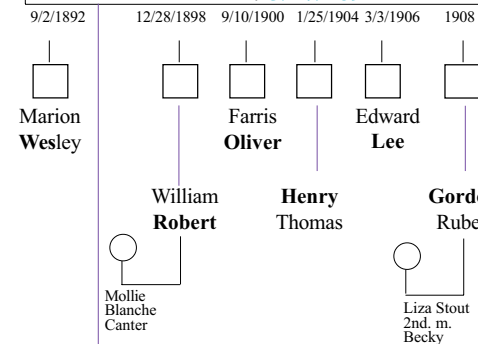 9/2/1892 12/28/1898 9/10/1900 1/25/1904 3/3/1906 1908
Marion
Wesley
Farris
Oliver
Edward
Lee
William
Robert
Henry
Thomas
Mollie
Blanche
Canter
Liza Stout
2nd. m.
Becky